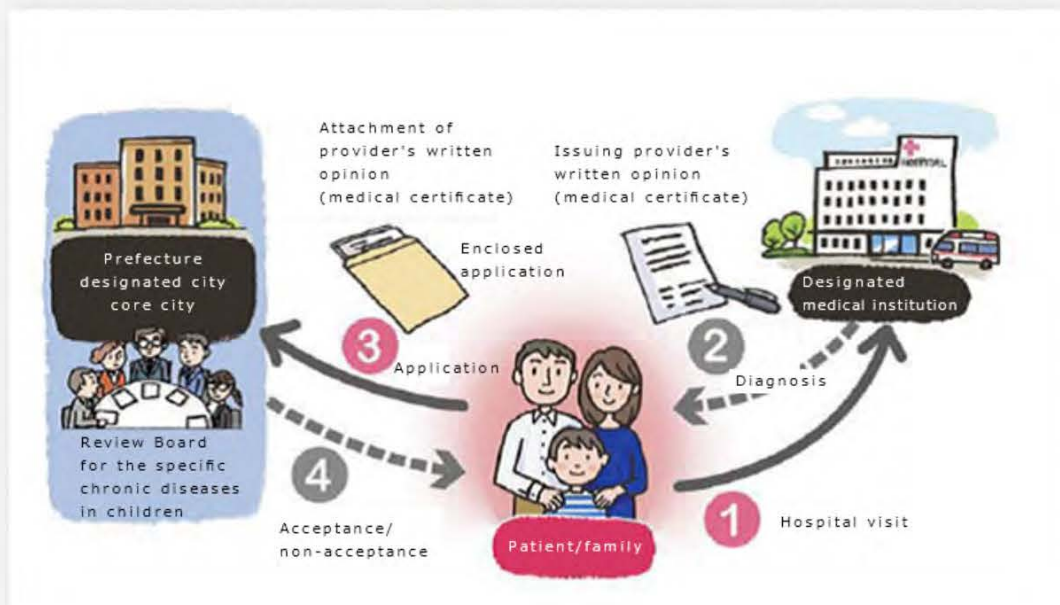 Attachment of
provider's written
opinion
(medical certificate)
Issuing provider's
written opinion
(medical certificate)
HOSPITAL
Enclosed
application
Prefecture
designated city
core city
Designated
medical institution
3
Application
2
Diagnosis
Review Board
for the specific
chronic diseases
in children
4
Acceptance/
non-acceptance
Patient/family
1
Hospital visit